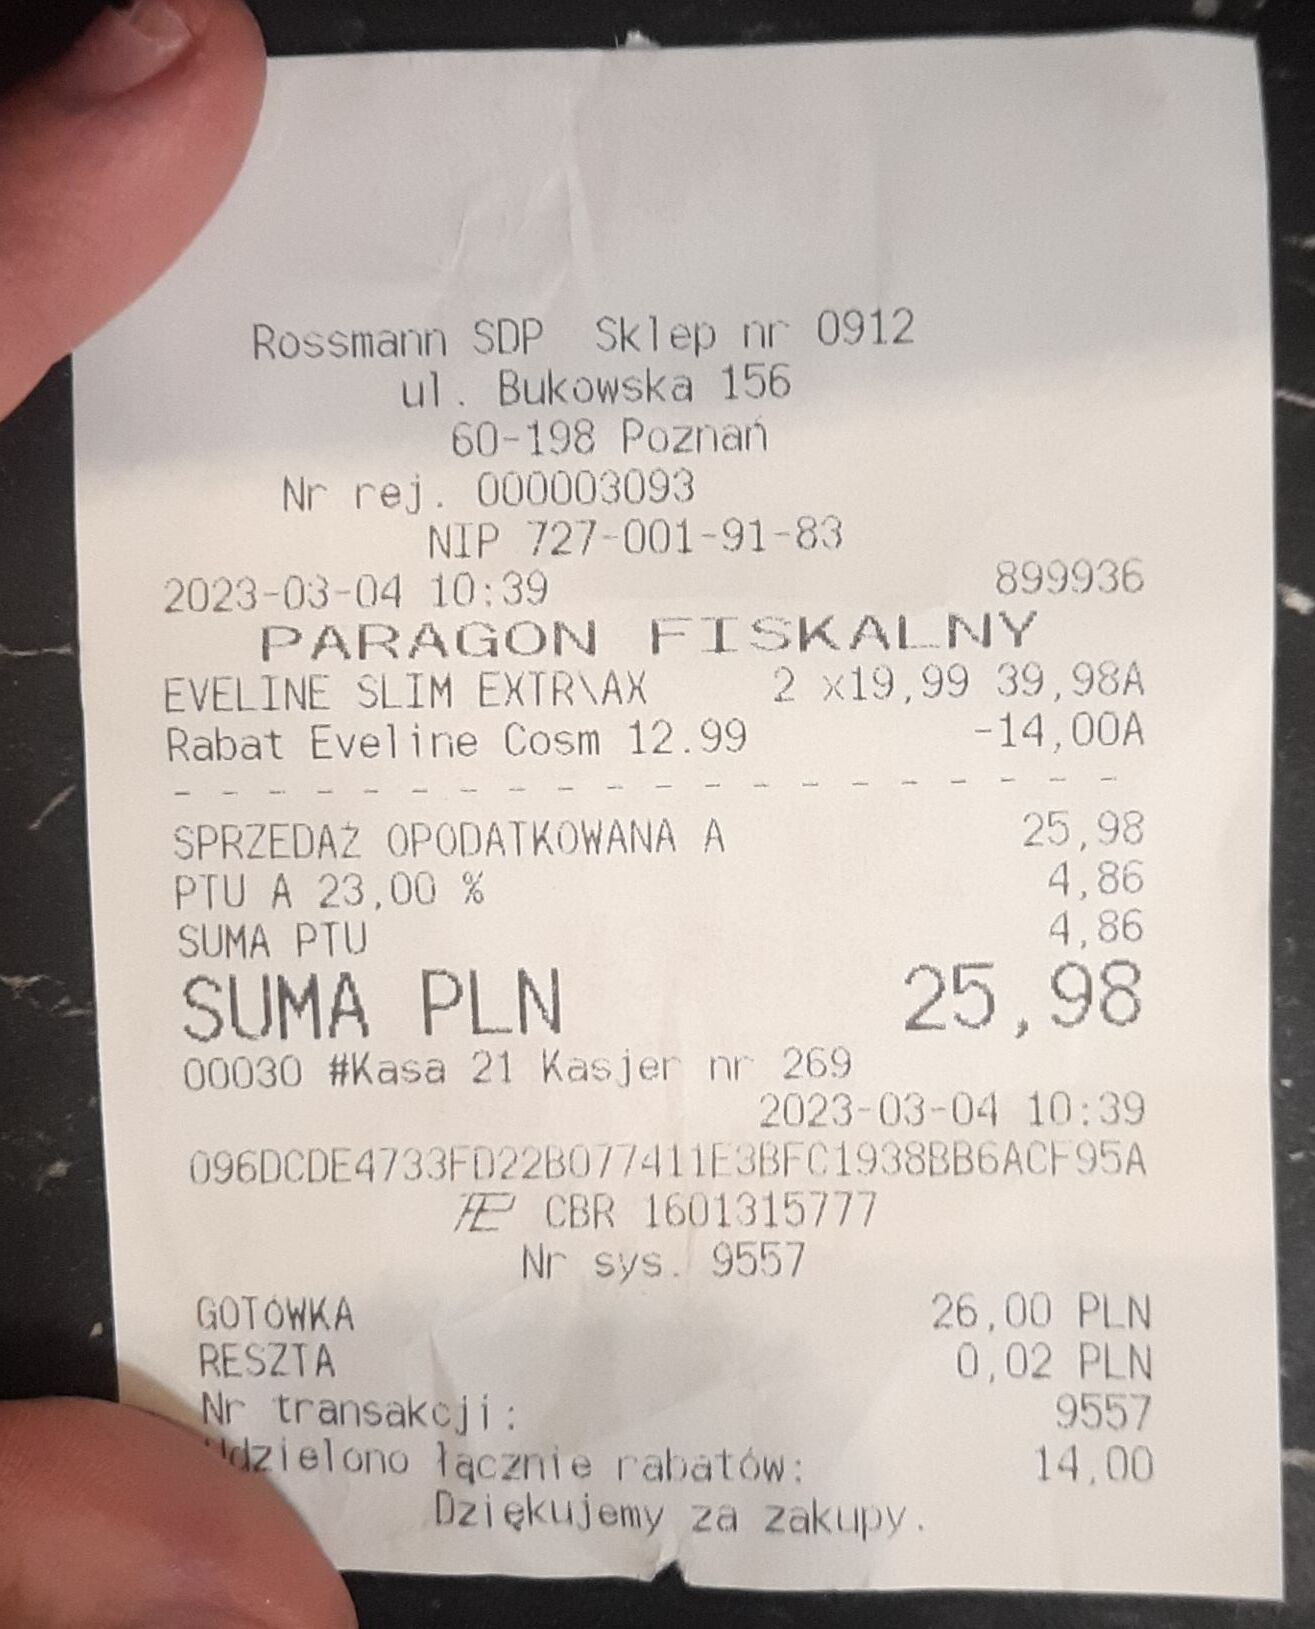 Rossmann SDP Sklep nr 0912
ul. Bukowska 156
60-198 Poznań
Nr rej. 000003093
NIP 727-001-91-83
2023-03-04 10:39 899936
PARAGON FISKALNY
EVELINE SLIM EXTR\AX 2 x19,99 39,98A
Rabat Eveline Cosm 12.99 -14,00A
- - - - - - - - - - - - - - - - - - - -
SPRZEDAŻ OPODATKOWANA A 25,98
PTU A 23,00 % 4,86
SUMA PTU 4,86
SUMA PLN 25,98
00030 #Kasa 21 Kasjer nr 269
2023-03-04 10:39
096DCDE4733FD22B077411E3BFC1938BB6ACF95A
CBR 1601315777
Nr sys. 9557
GOTÓWKA 26,00 PLN
RESZTA 0,02 PLN
Nr transakcji: 9557
Udzielono łącznie rabatów: 14,00
Dziękujemy za zakupy.